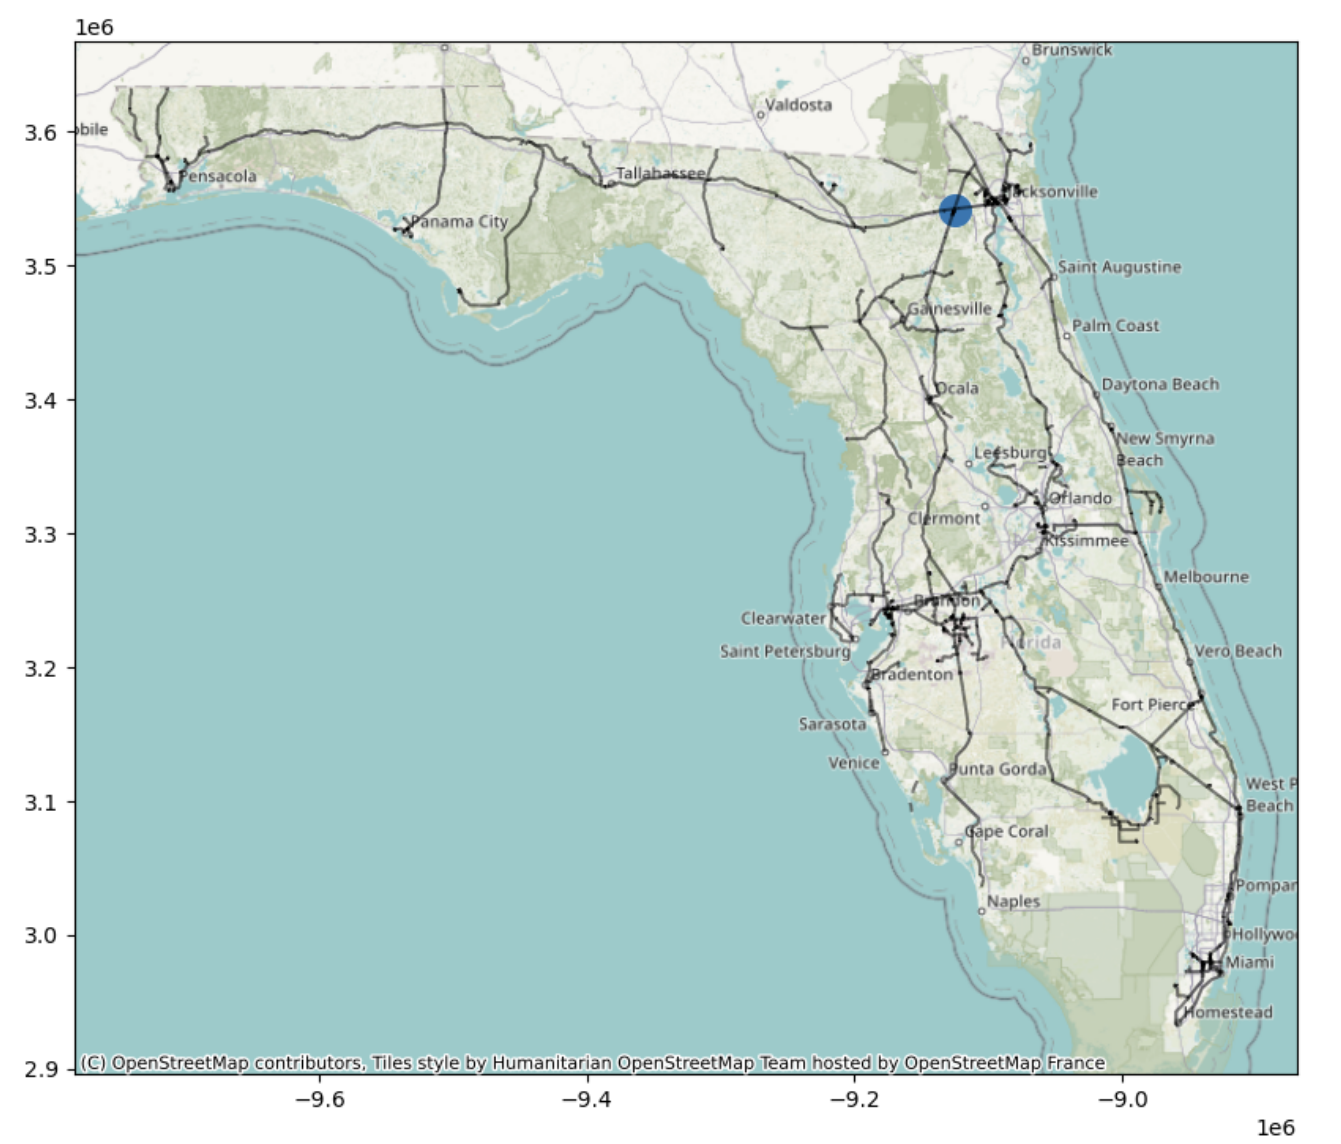 1e6
Brunswick
Valdosta
obile
3.6
Pensacola
Tallahassee
Jacksonville
Panama City
3.5
Saint Augustine
Gainesville
Palm Coast
3.4
Ocala
Daytona Beach
New Smyrna
Beach
Leesburg
Orlando
Clermont
3.3
Kissimmee
Melbourne
Brandon
Clearwater
Florida
Saint Petersburg
Vero Beach
3.2
Bradenton
Fort Pierce
Sarasota
Venice
Punta Gorda
West P
Beach
3.1
Cape Coral
Pompan
Naples
3.0
Hollywoo
Miami
Homestead
2.9
(C) OpenStreetMap contributors, Tiles style by Humanitarian OpenStreetMap Team hosted by OpenStreetMap France
−9.6
−9.4
−9.2
−9.0
1e6